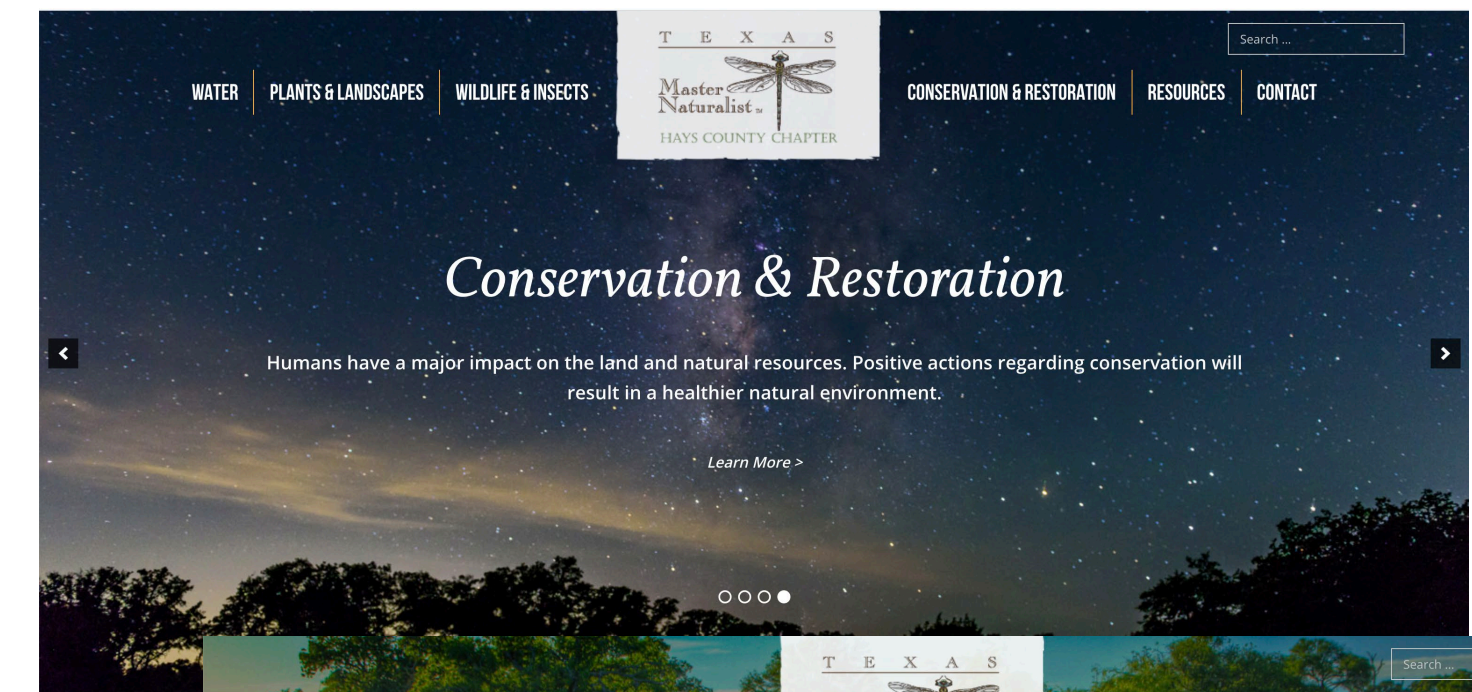 TEXAS
Search ...
Master
Naturalist
HAYS COUNTY CHAPTER
WATER
PLANTS & LANDSCAPES
WILDLIFE & INSECTS
CONSERVATION & RESTORATION
RESOURCES
CONTACT
Conservation & Restoration
Humans have a major impact on the land and natural resources. Positive actions regarding conservation will
result in a healthier natural environment.
Learn More >
TEXAS
Search ...